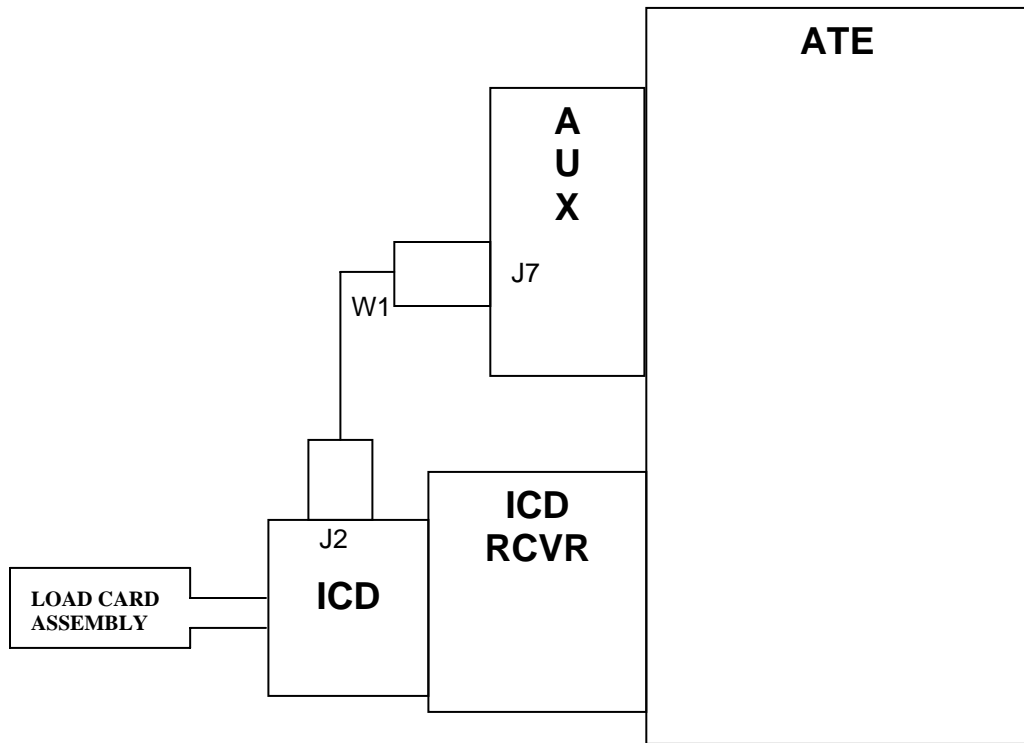 ATE
A
U
X
J7
W1
ICD
RCVR
J2
ICD
LOAD CARD
ASSEMBLY